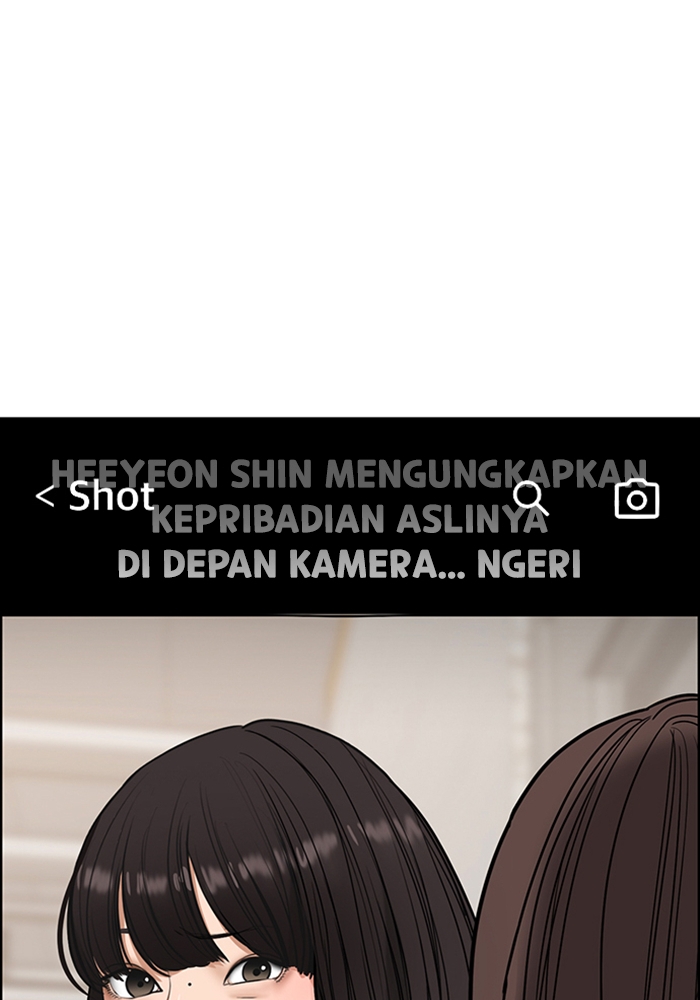 HEEYEON SHIN MENGUNGKAPKAN
< Shot
KEPRIBADIAN ASLINYA
DI DEPAN KAMERA... NGERI